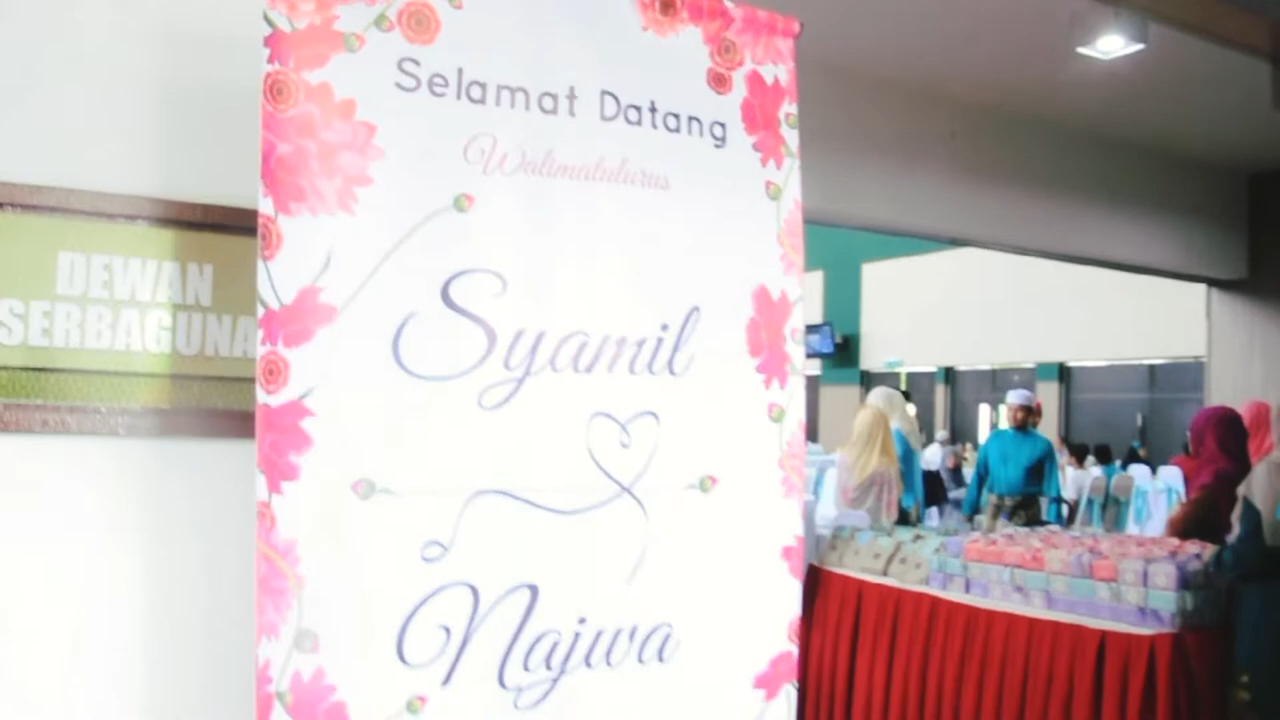 Selamat Datang
Walimatulurus
Syamil
Najwa
DEWAN
SERBAGUNA